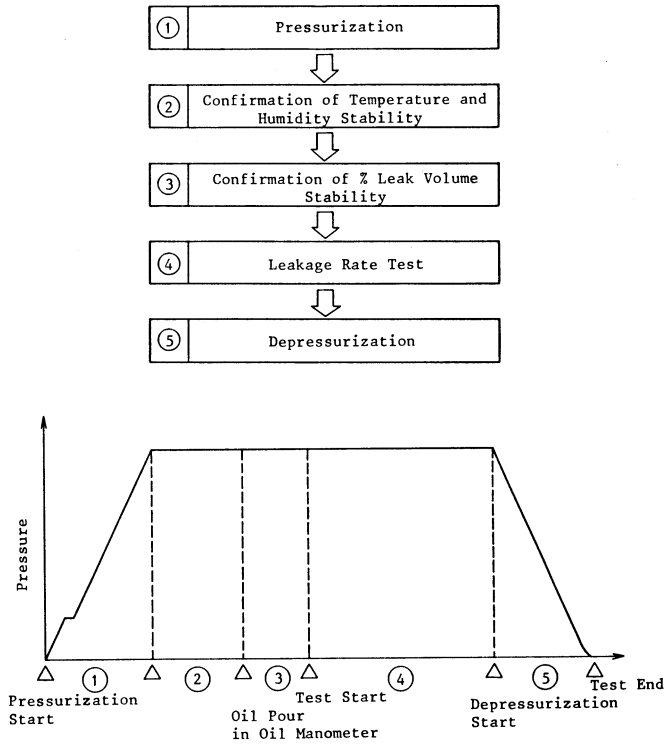 ① Pressurization
② Confirmation of Temperature and
Humidity Stability
③ Confirmation of % Leak Volume
Stability
④ Leakage Rate Test
⑤ Depressurization
Pressure
① ② ③ ④ ⑤
Pressurization
Start
Oil Pour
in Oil Manometer
Test Start
Depressurization
Start
Test End